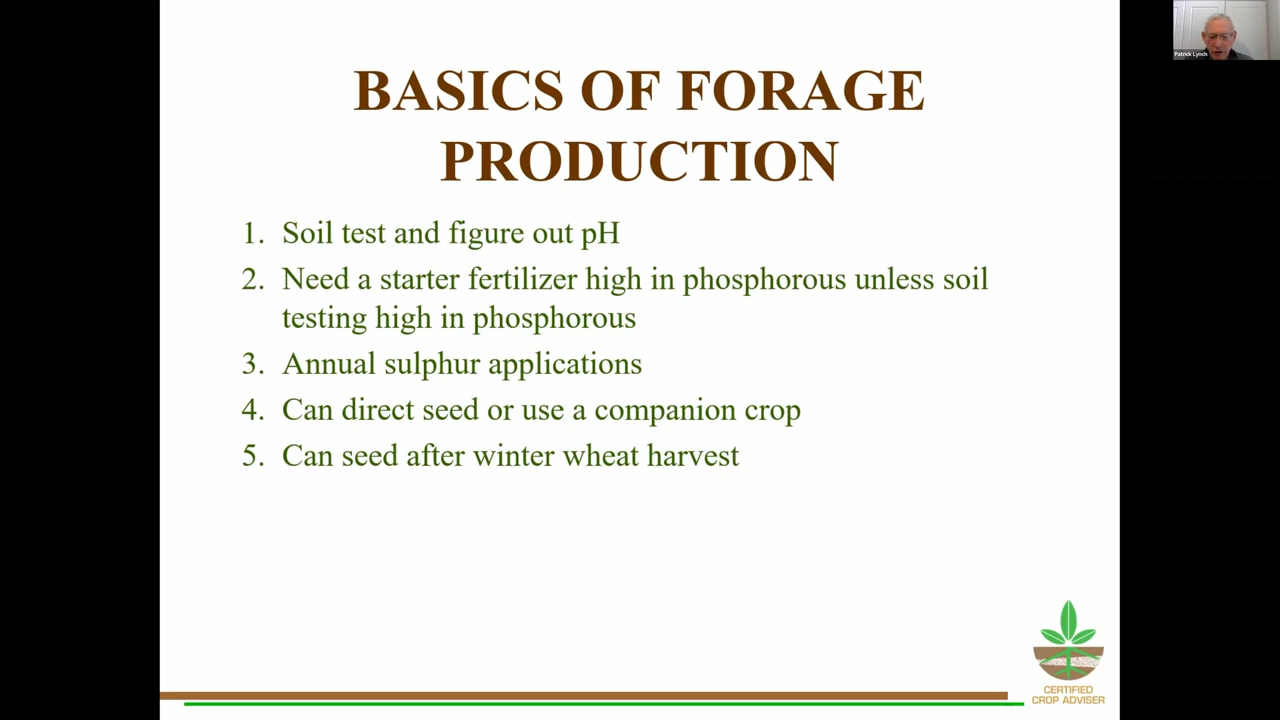 Patrick Lynch
BASICS OF FORAGE
PRODUCTION
1. Soil test and figure out pH
2. Need a starter fertilizer high in phosphorous unless soil
testing high in phosphorous
3. Annual sulphur applications
4. Can direct seed or use a companion crop
5. Can seed after winter wheat harvest
CERTIFIED
CROP ADVISER